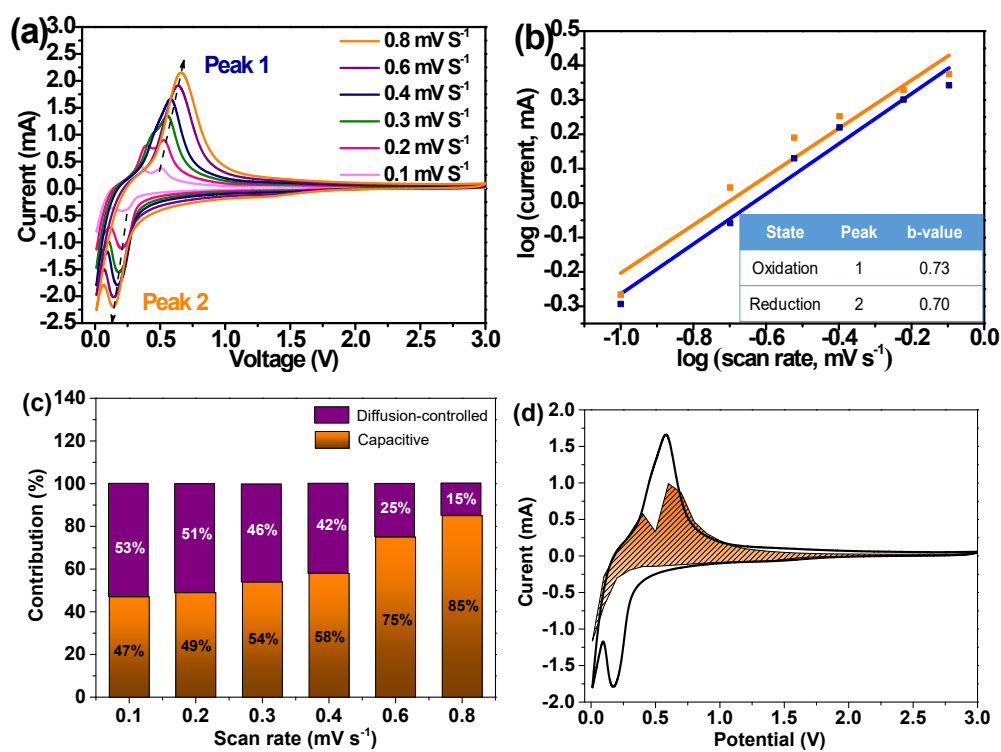 (a)
Peak 1
Peak 2
0.8 mV S⁻¹
0.6 mV S⁻¹
0.4 mV S⁻¹
0.3 mV S⁻¹
0.2 mV S⁻¹
0.1 mV S⁻¹
Current (mA)
3.0
2.5
2.0
1.5
1.0
0.5
0.0
-0.5
-1.0
-1.5
-2.0
-2.5
0.0 0.5 1.0 1.5 2.0 2.5 3.0
Voltage (V)
(b)
log (current, mA)
0.5
0.4
0.3
0.2
0.1
-0.0
-0.1
-0.2
-0.3
State Peak b-value
Oxidation 1 0.73
Reduction 2 0.70
-1.0 -0.8 -0.6 -0.4 -0.2 0.0
log (scan rate, mV s⁻¹)
(c)
Diffusion-controlled
Capacitive
Contribution (%)
140
120
100
80
60
40
20
0
53% 51% 46% 42% 25% 15%
47% 49% 54% 58% 75% 85%
0.1 0.2 0.3 0.4 0.6 0.8
Scan rate (mV s⁻¹)
(d)
Curent (mA)
2.0
1.5
1.0
0.5
0.0
-0.5
-1.0
-1.5
-2.0
0.0 0.5 1.0 1.5 2.0 2.5 3.0
Potential (V)